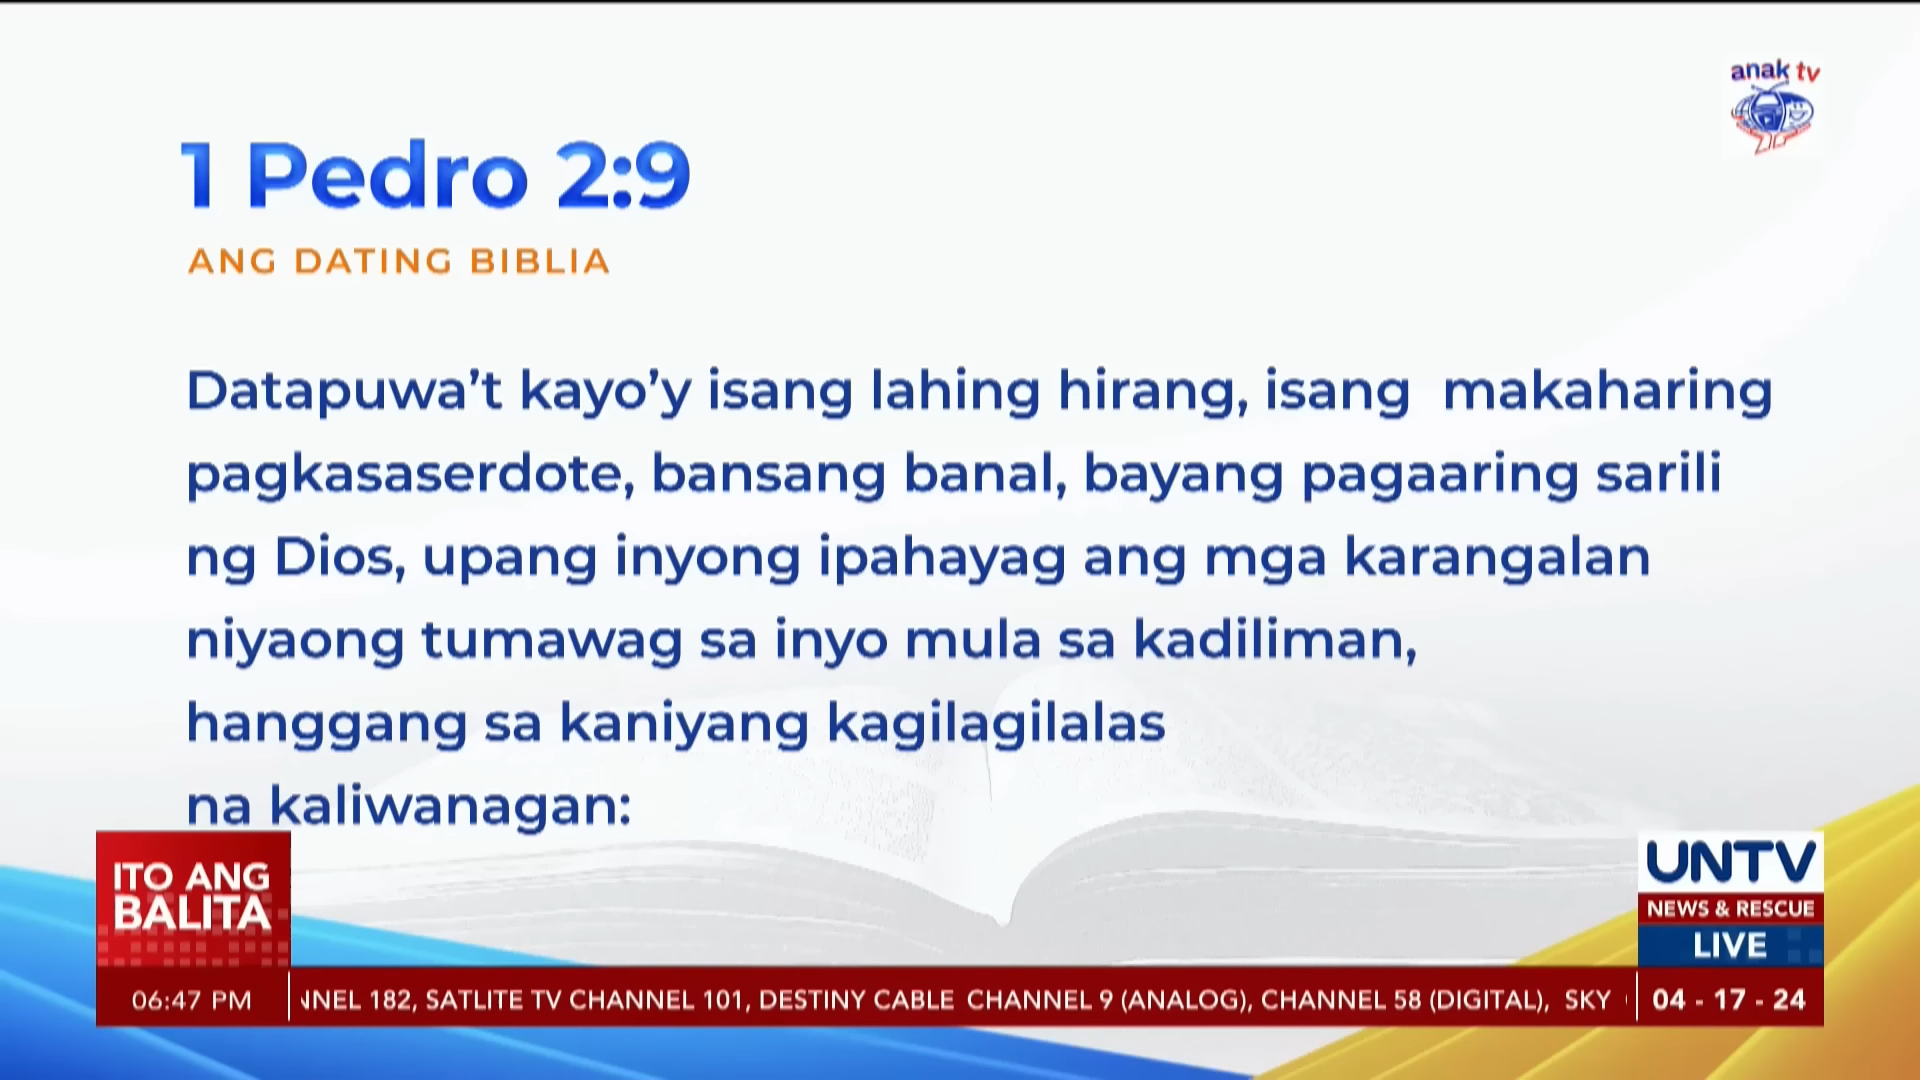 anak tv
1 Pedro 2:9
ANG DATING BIBLIA
Datapuwa’t kayo’y isang lahing hirang, isang makaharing
pagkasaserdote, bansang banal, bayang pagaaring sarili
ng Dios, upang inyong ipahayag ang mga karangalan
niyaong tumawag sa inyo mula sa kadiliman,
hanggang sa kaniyang kagilagilalas
na kaliwanagan:
ITO ANG
BALITA
UNTV
NEWS & RESCUE
LIVE
06:47 PM
182, SATLITE TV CHANNEL 101, DESTINY CABLE CHANNEL 9 (ANALOG), CHANNEL 58 (DIGITAL), SKY
04 - 17 - 24